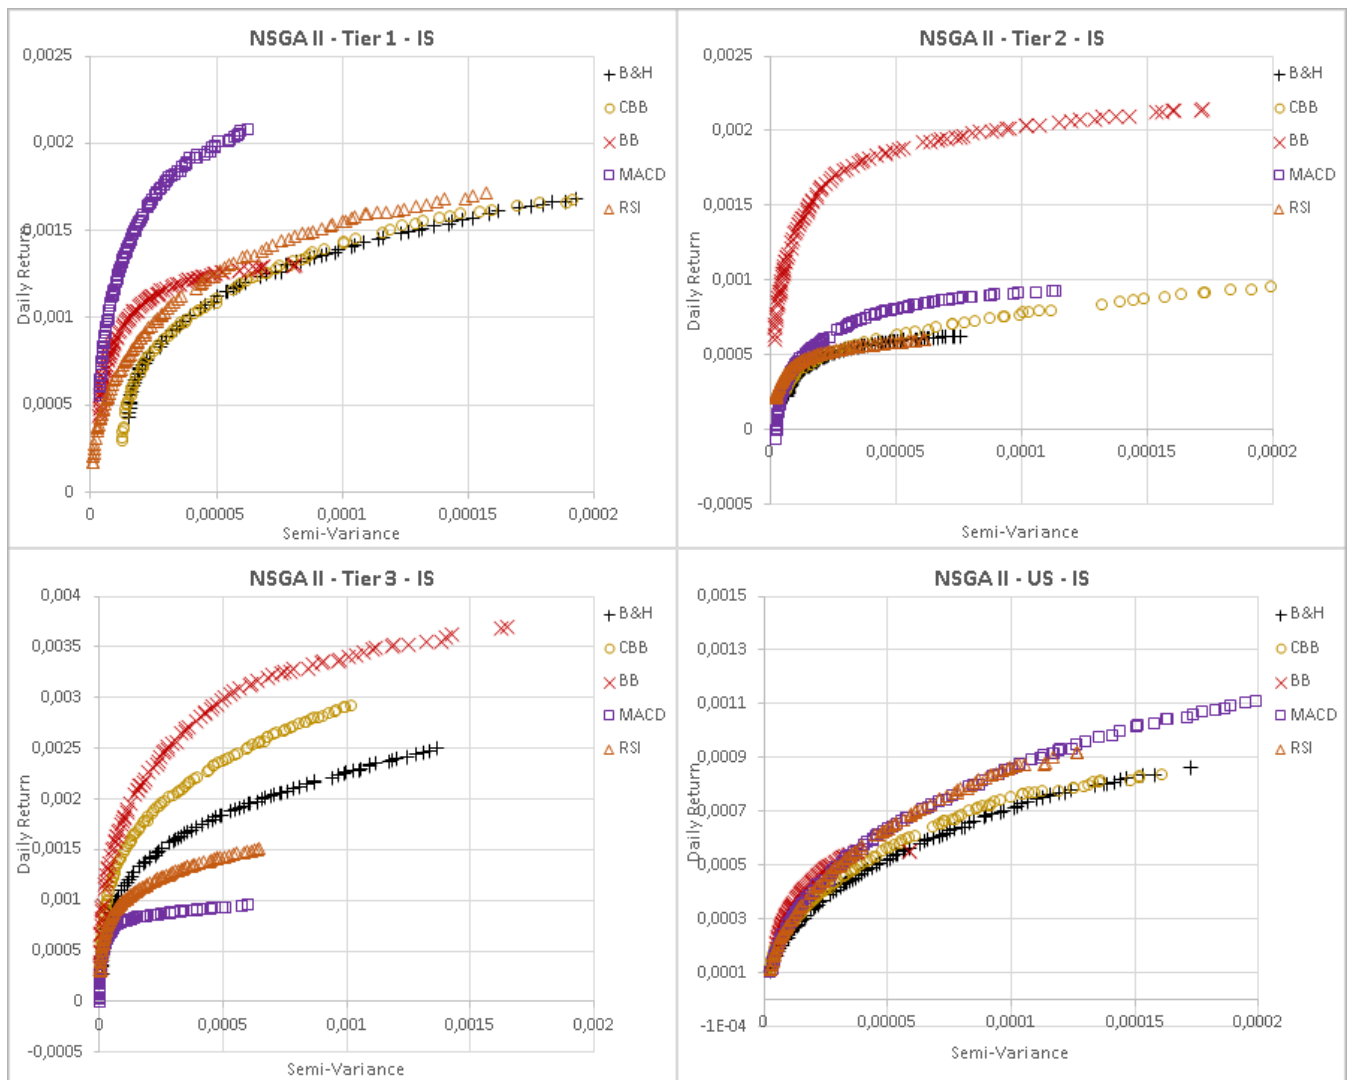 NSGA II - Tier 1 - IS
0,0025
0,002
0,0015
0,001
0,0005
0
0
0,00005
0,0001
0,00015
0,0002
Daily Return
Semi-Variance
B&H
CBB
BB
MACD
RSI
NSGA II - Tier 2 - IS
0,0025
0,002
0,0015
0,001
0,0005
0
-0,0005
0
0,00005
0,0001
0,00015
0,0002
Daily Return
Semi-Variance
B&H
CBB
BB
MACD
RSI
NSGA II - Tier 3 - IS
0,004
0,0035
0,003
0,0025
0,002
0,0015
0,001
0,0005
0
-0,0005
0
0,0005
0,001
0,0015
0,002
Daily Return
Semi-Variance
B&H
CBB
BB
MACD
RSI
NSGA II - US - IS
0,0015
0,0013
0,0011
0,0009
0,0007
0,0005
0,0003
0,0001
-1E-04
0
0,00005
0,0001
0,00015
0,0002
Daily Return
Semi-Variance
B&H
CBB
BB
MACD
RSI